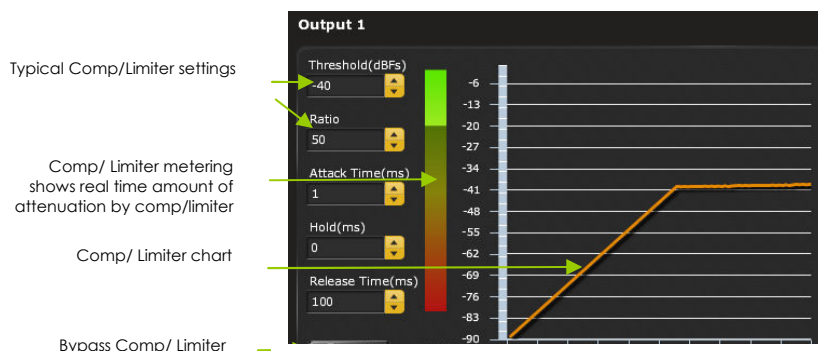 Output 1
Typical Comp/Limiter settings
Threshold(dBFs)
-40
Ratio
50
Comp/ Limiter metering
shows real time amount of
attenuation by comp/limiter
Attack Time(ms)
1
Hold(ms)
0
Comp/ Limiter chart
Release Time(ms)
100
Bypass Comp/ Limiter
-6
-13
-20
-27
-34
-41
-48
-55
-62
-69
-76
-83
-90